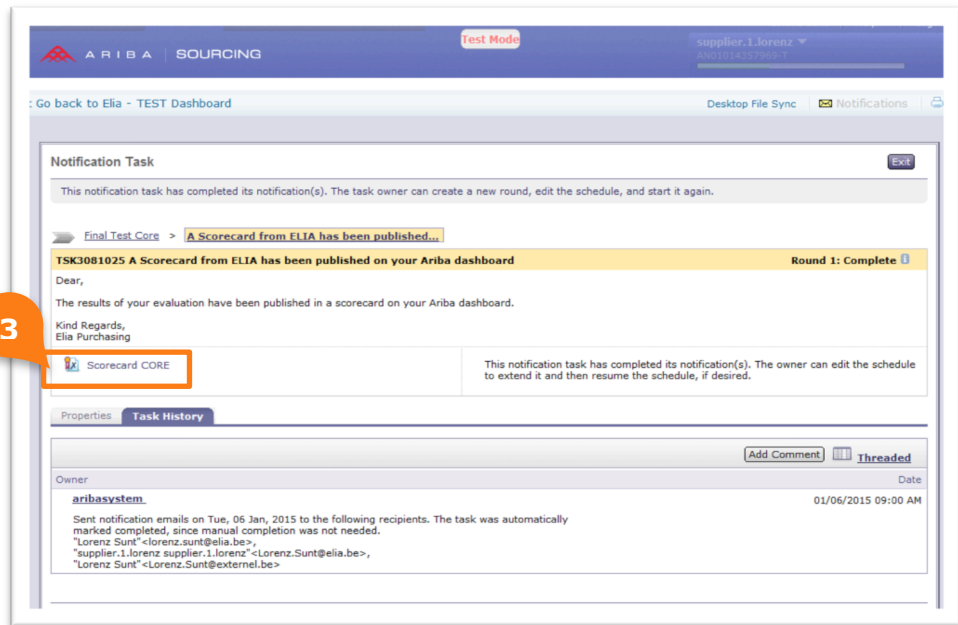 Test Mode
ARIBA | SOURCING
supplier.1.lorenz
AN01014357969-T
Go back to Elia - TEST Dashboard
Desktop File Sync
Notifications
Notification Task
Exit
This notification task has completed its notification(s). The task owner can create a new round, edit the schedule, and start it again.
Final Test Core > A Scorecard from ELIA has been published...
TSK3081025 A Scorecard from ELIA has been published on your Ariba dashboard
Round 1: Complete
Dear,
The results of your evaluation have been published in a scorecard on your Ariba dashboard.
Kind Regards,
Elia Purchasing
3
Scorecard CORE
This notification task has completed its notification(s). The owner can edit the schedule
to extend it and then resume the schedule, if desired.
Properties
Task History
Add Comment
Threaded
Owner
Date
aribasystem
01/06/2015 09:00 AM
Sent notification emails on Tue, 06 Jan, 2015 to the following recipients. The task was automatically
marked completed, since manual completion was not needed.
"Lorenz Sunt"<lorenz.sunt@elia.be>,
"supplier.1.lorenz supplier.1.lorenz"<Lorenz.Sunt@elia.be>,
"Lorenz Sunt"<Lorenz.Sunt@externel.be>